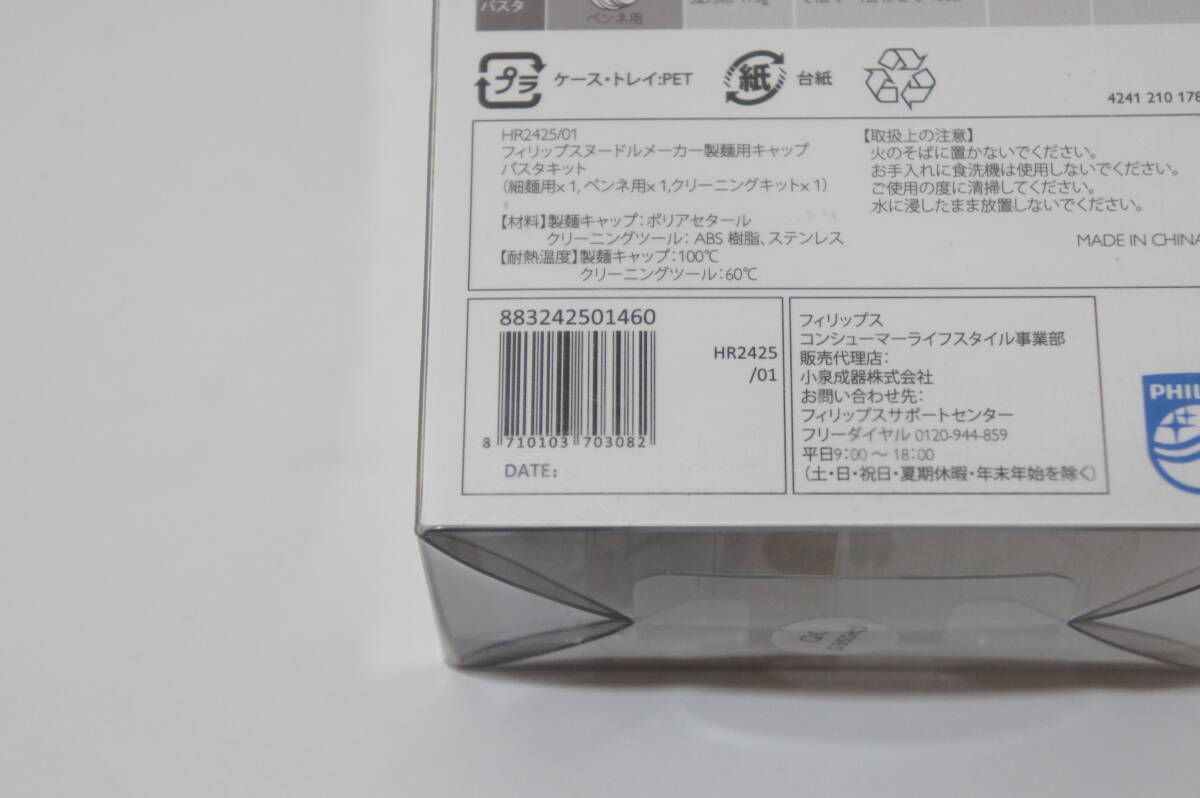 パスタ
ペンネ用
プラ
ケース・トレイ:PET
紙
台紙
4241 210 178
HR2425/01
フィリップスヌードルメーカー製麺用キャップ
パスタキット
(細麺用x 1, ペンネ用x 1,クリーニングキットx 1)
【材料】製麺キャップ:ポリアセタール
クリーニングツール: ABS 樹脂、ステンレス
【耐熱温度】製麺キャップ:100℃
クリーニングツール:60℃
【取扱上の注意】
火のそばに置かないでください。
お手入れに食洗機は使用しないでください。
ご使用の度に清掃してください。
水に浸したまま放置しないでください。
MADE IN CHINA
883242501460
HR2425
/01
8 710103 703082
DATE:
フィリップス
コンシューマーライフスタイル事業部
販売代理店:
小泉成器株式会社
お問い合わせ先:
フィリップスサポートセンター
フリーダイヤル 0120-944-859
平日9:00 ～ 18:00
(土・日・祝日・夏期休暇・年末年始を除く)
PHIL